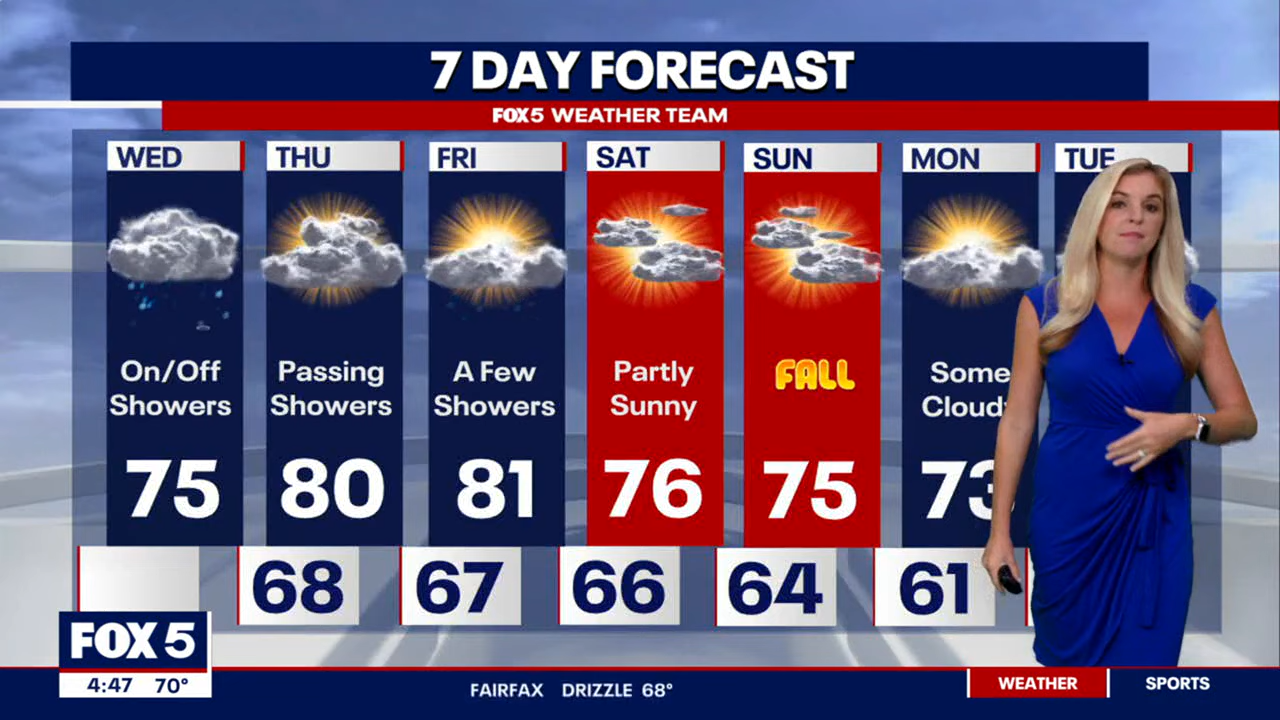 7 DAY FORECAST
FOX5 WEATHER TEAM
WED
On/Off
Showers
75
THU
Passing
Showers
80
68
FRI
A Few
Showers
81
67
SAT
Partly
Sunny
76
66
SUN
FALL
75
64
MON
Some
73
61
TUE
FOX 5
4:47 70°
FAIRFAX DRIZZLE 68°
WEATHER
SPORTS